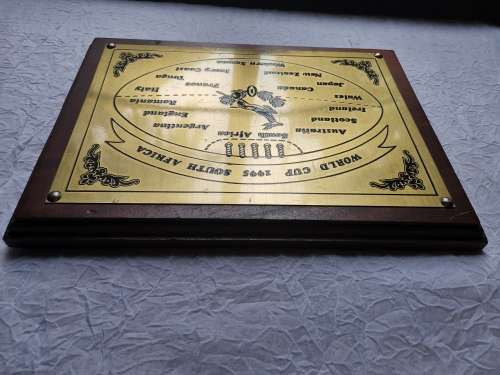 WORLD CUP 1995 SOUTH AFRICA
South Africa
Australia
Argentina
Scotland
England
Ireland
Romania
Wales
Italy
Canada
France
Japan
Tonga
New Zealand
Ivory Coast
Western Samoa